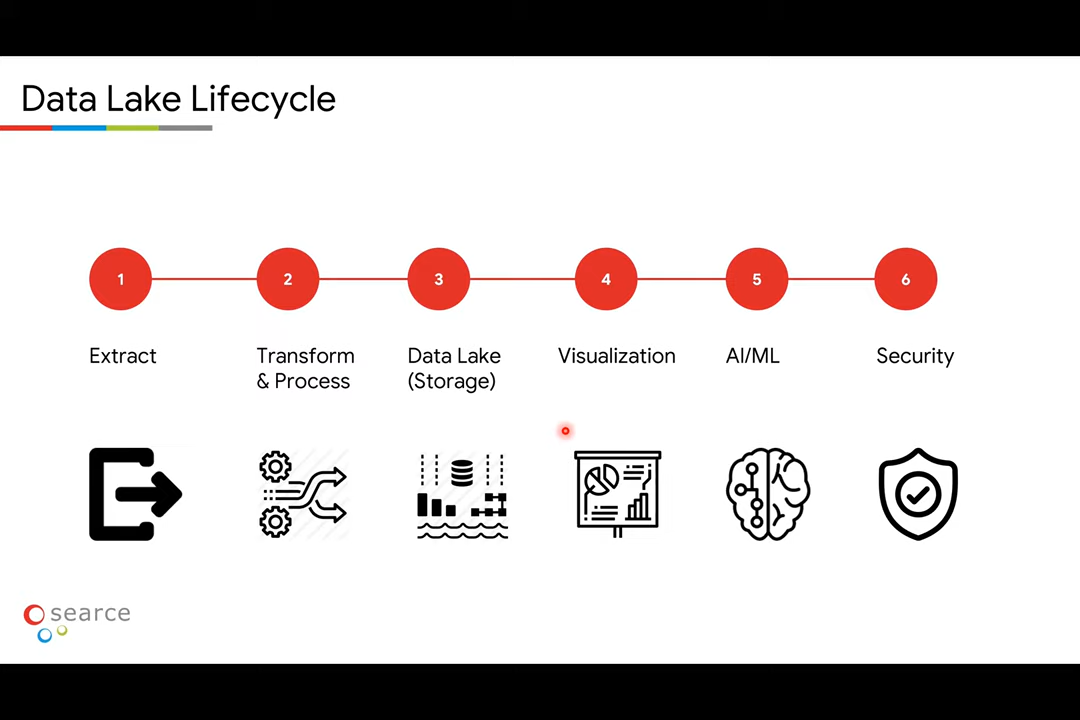 Data Lake Lifecycle
1 2 3 4 5 6
Extract
Transform
& Process
Data Lake
(Storage)
Visualization
AI/ML
Security
searce